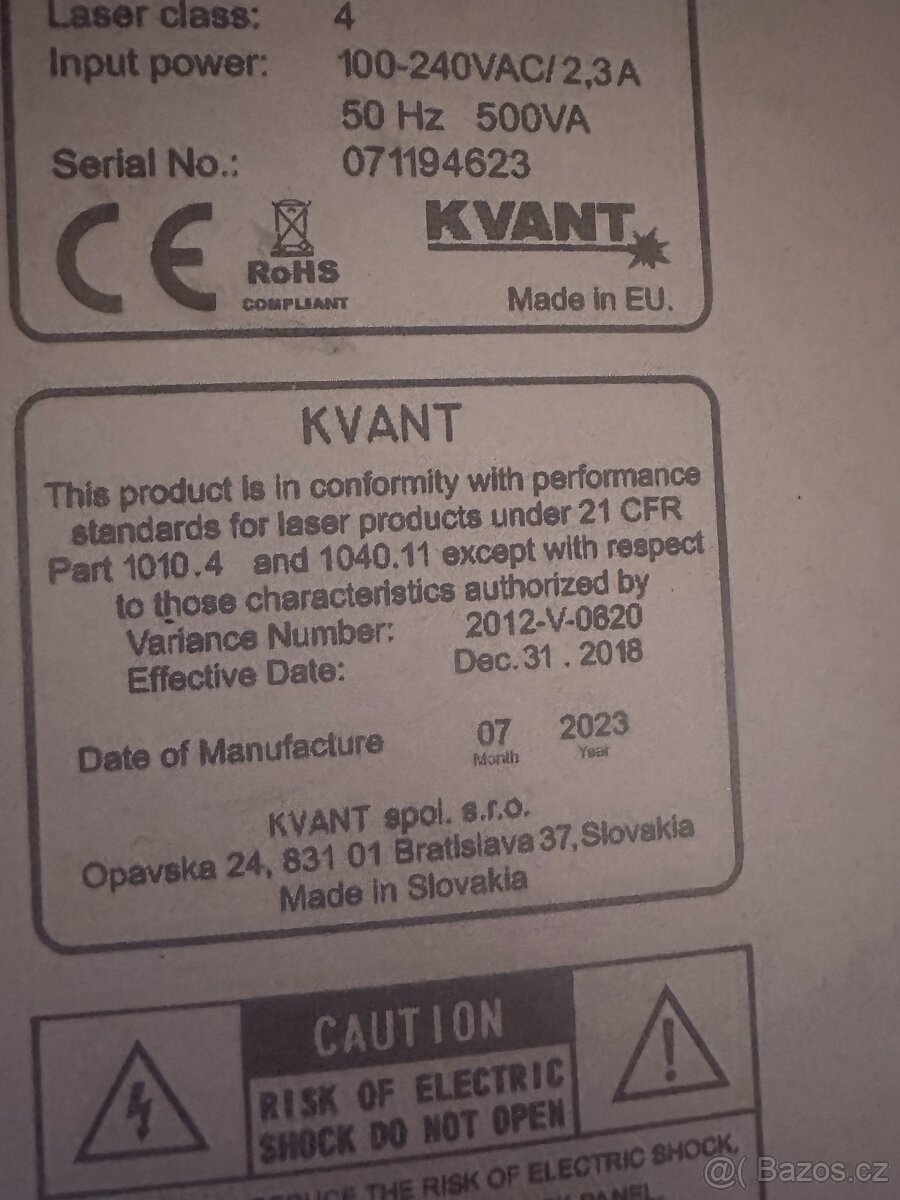 Laser class: 4
Input power: 100-240VAC/ 2,3 A
50 Hz 500VA
Serial No.: 071194623
CE
RoHS
COMPLIANT
KVANT
Made in EU.
KVANT
This product is in conformity with performance
standards for laser products under 21 CFR
Part 1010.4 and 1040.11 except with respect
to those characteristics authorized by
Variance Number: 2012-V-0620
Effective Date: Dec. 31 . 2018
Date of Manufacture 07 2023
Month Year
KVANT spol. s.r.o.
Opavska 24, 831 01 Bratislava 37, Slovakia
Made in Slovakia
CAUTION
RISK OF ELECTRIC
SHOCK DO NOT OPEN
THE RISK OF ELECTRIC SHOCK,
PANEL
@( Bazos.cz